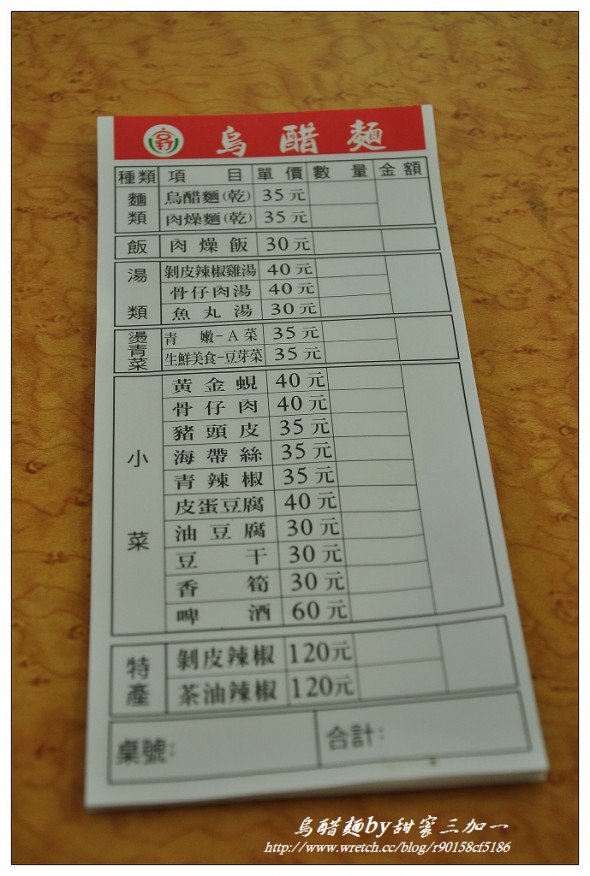 烏醋麵
種類 項目 單價 數量 金額
麵類 烏醋麵(乾) 35元
肉燥麵(乾) 35元
飯 肉燥飯 30元
湯類 剝皮辣椒雞湯 40元
骨仔肉湯 40元
魚丸湯 30元
燙青菜 青嫩-A菜 35元
生鮮美食-豆芽菜 35元
小菜 黃金蜆 40元
骨仔肉 40元
豬頭皮 35元
海帶絲 35元
青辣椒 35元
皮蛋豆腐 40元
油豆腐 30元
豆干 30元
香筍 30元
啤酒 60元
特產 剝皮辣椒 120元
茶油辣椒 120元
桌號: 合計:
烏醋麵by甜蜜三加一
http://www.wretch.cc/blog/r90158cf5186